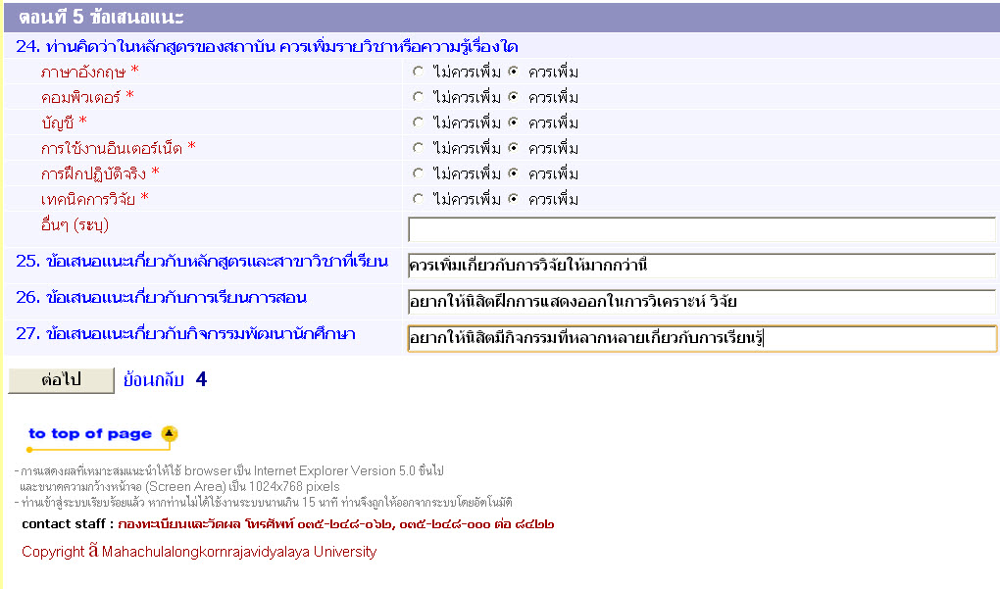 ตอนที่ 5 ข้อเสนอแนะ
24. ท่านคิดว่าในหลักสูตรของสถาบัน ควรเพิ่มรายวิชาหรือความรู้เรื่องใด
ภาษาอังกฤษ * ไม่ควรเพิ่ม ควรเพิ่ม
คอมพิวเตอร์ * ไม่ควรเพิ่ม ควรเพิ่ม
บัญชี * ไม่ควรเพิ่ม ควรเพิ่ม
การใช้งานอินเตอร์เน็ต * ไม่ควรเพิ่ม ควรเพิ่ม
การฝึกปฏิบัติจริง * ไม่ควรเพิ่ม ควรเพิ่ม
เทคนิคการวิจัย * ไม่ควรเพิ่ม ควรเพิ่ม
อื่นๆ (ระบุ)
25. ข้อเสนอแนะเกี่ยวกับหลักสูตรและสาขาวิชาที่เรียน ควรเพิ่มเกี่ยวกับการวิจัยให้มากกว่านี้
26. ข้อเสนอแนะเกี่ยวกับการเรียนการสอน อยากให้นิสิตฝึกการแสดงออกในการวิเคราะห์ วิจัย
27. ข้อเสนอแนะเกี่ยวกับกิจกรรมพัฒนานักศึกษา อยากให้นิสิตมีกิจกรรมที่หลากหลายเกี่ยวกับการเรียนรู้
ต่อไป ย้อนกลับ 4
to top of page
- การแสดงผลที่เหมาะสมแนะนำให้ใช้ browser เป็น Internet Explorer Version 5.0 ขึ้นไป
และขนาดความกว้างหน้าจอ (Screen Area) เป็น 1024x768 pixels
- ท่านเข้าสู่ระบบเรียบร้อยแล้ว หากท่านไม่ได้ใช้งานระบบนานเกิน 15 นาที ท่านจึงถูกให้ออกจากระบบโดยอัตโนมัติ
contact staff : กองทะเบียนและวัดผล โทรศัพท์ ๐๓๕-๒๔๘-๐๖๒, ๐๓๕-๒๔๘-๐๐๐ ต่อ ๘๔๒๒
Copyright ฉ Mahachulalongkornrajavidyalaya University